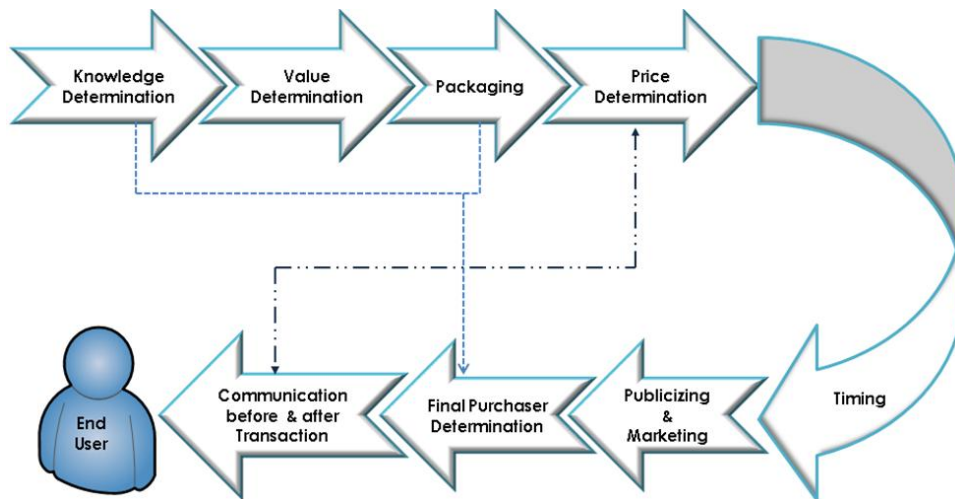 Knowledge
Determination
Value
Determination
Packaging
Price
Determination
Timing
Publicizing
&
Marketing
Final Purchaser
Determination
Communication
before & after
Transaction
End
User